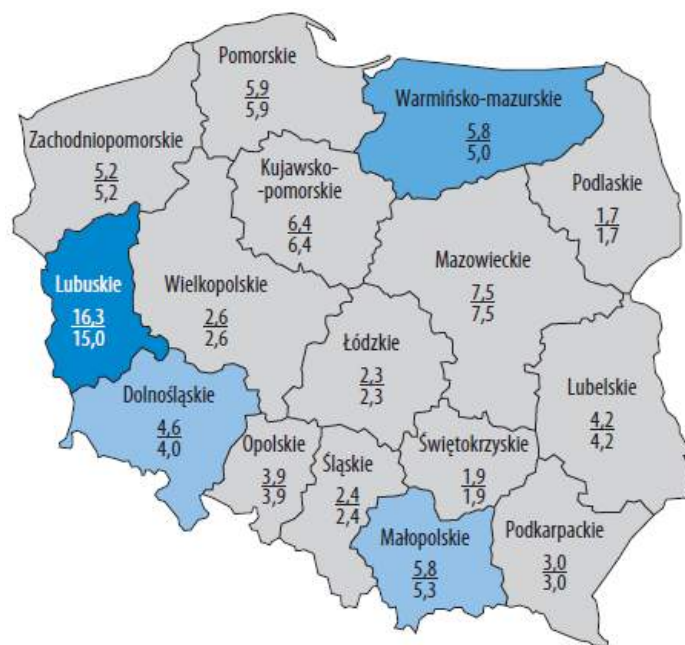 Pomorskie
5,9
5,9
Warmińsko-mazurskie
5,8
5,0
Zachodniopomorskie
5,2
5,2
Kujawsko-
-pomorskie
6,4
6,4
Podlaskie
1,7
1,7
Lubuskie
16,3
15,0
Wielkopolskie
2,6
2,6
Mazowieckie
7,5
7,5
Łódzkie
2,3
2,3
Dolnośląskie
4,6
4,0
Lubelskie
4,2
4,2
Opolskie
3,9
3,9
Śląskie
2,4
2,4
Świętokrzyskie
1,9
1,9
Małopolskie
5,8
5,3
Podkarpackie
3,0
3,0